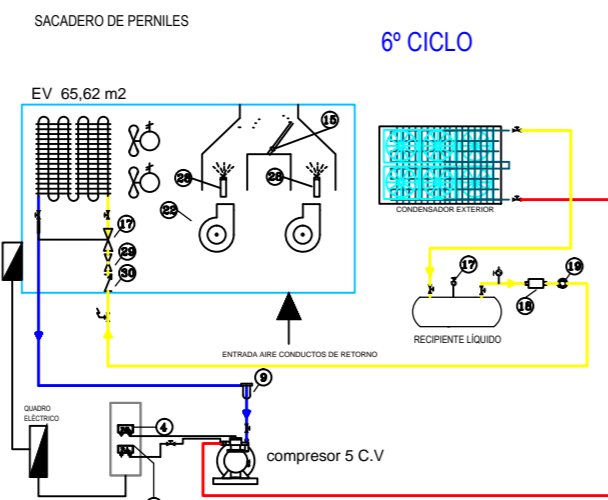 SACADERO DE PERNILES
6º CICLO
EV 65,62 m2
15
28
28
22
17
29
30
CONDENSADOR EXTERIOR
17
19
18
RECIPIENTE LÍQUIDO
ENTRADA AIRE CONDUCTOS DE RETORNO
9
QUADRO
ELÉCTRICO
4
compresor 5 C.V